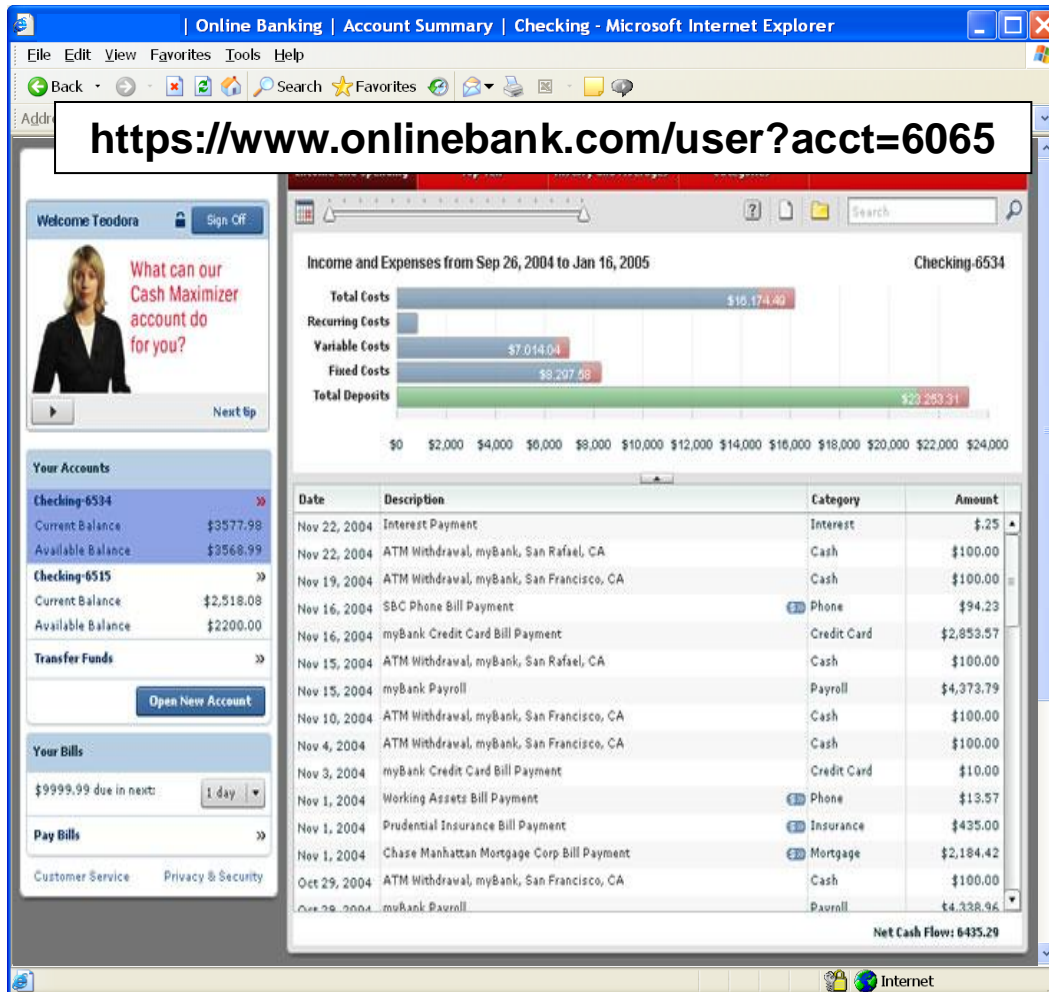 | Online Banking | Account Summary | Checking - Microsoft Internet Explorer
File Edit View Favorites Tools Help
Back Search Favorites
https://www.onlinebank.com/user?acct=6065
Welcome Teodora Sign Off
What can our
Cash Maximizer
account do
for you?
Next tip
Your Accounts
Checking-6534
Current Balance $3577.98
Available Balance $3568.99
Checking-6515
Current Balance $2,518.08
Available Balance $2200.00
Transfer Funds
Open New Account
Your Bills
$9999.99 due in next: 1 day
Pay Bills
Customer Service Privacy & Security
Search
Income and Expenses from Sep 26, 2004 to Jan 16, 2005 Checking-6534
Total Costs $16,174.49
Recurring Costs
Variable Costs $7,014.04
Fixed Costs $8,297.58
Total Deposits $23,263.31
$0 $2,000 $4,000 $6,000 $8,000 $10,000 $12,000 $14,000 $16,000 $18,000 $20,000 $22,000 $24,000
Date Description Category Amount
Nov 22, 2004 Interest Payment Interest $.25
Nov 22, 2004 ATM Withdrawal, myBank, San Rafael, CA Cash $100.00
Nov 19, 2004 ATM Withdrawal, myBank, San Francisco, CA Cash $100.00
Nov 16, 2004 SBC Phone Bill Payment Phone $94.23
Nov 16, 2004 myBank Credit Card Bill Payment Credit Card $2,853.57
Nov 15, 2004 ATM Withdrawal, myBank, San Rafael, CA Cash $100.00
Nov 15, 2004 myBank Payroll Payroll $4,373.79
Nov 10, 2004 ATM Withdrawal, myBank, San Francisco, CA Cash $100.00
Nov 4, 2004 ATM Withdrawal, myBank, San Francisco, CA Cash $100.00
Nov 3, 2004 myBank Credit Card Bill Payment Credit Card $10.00
Nov 1, 2004 Working Assets Bill Payment Phone $13.57
Nov 1, 2004 Prudential Insurance Bill Payment Insurance $435.00
Nov 1, 2004 Chase Manhattan Mortgage Corp Bill Payment Mortgage $2,184.42
Oct 29, 2004 ATM Withdrawal, myBank, San Francisco, CA Cash $100.00
Oct 29, 2004 myBank Payroll Payroll $4,338.96
Net Cash Flow: 6435.29
Internet